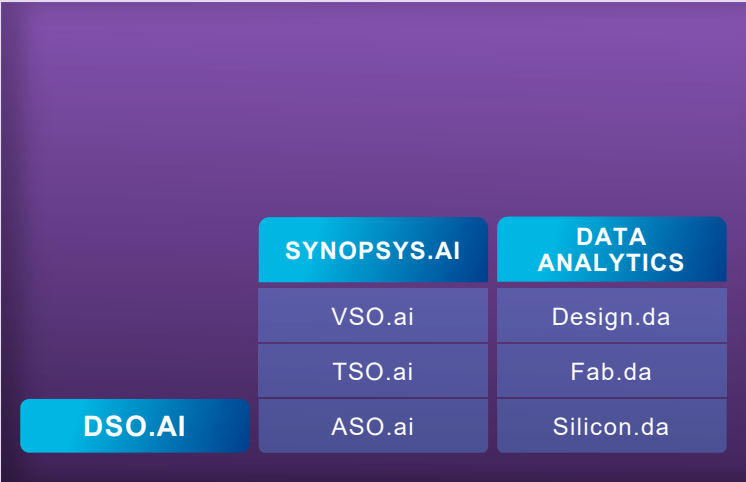 DSO.AI
SYNOPSYS.AI
VSO.ai
TSO.ai
ASO.ai
DATA
ANALYTICS
Design.da
Fab.da
Silicon.da